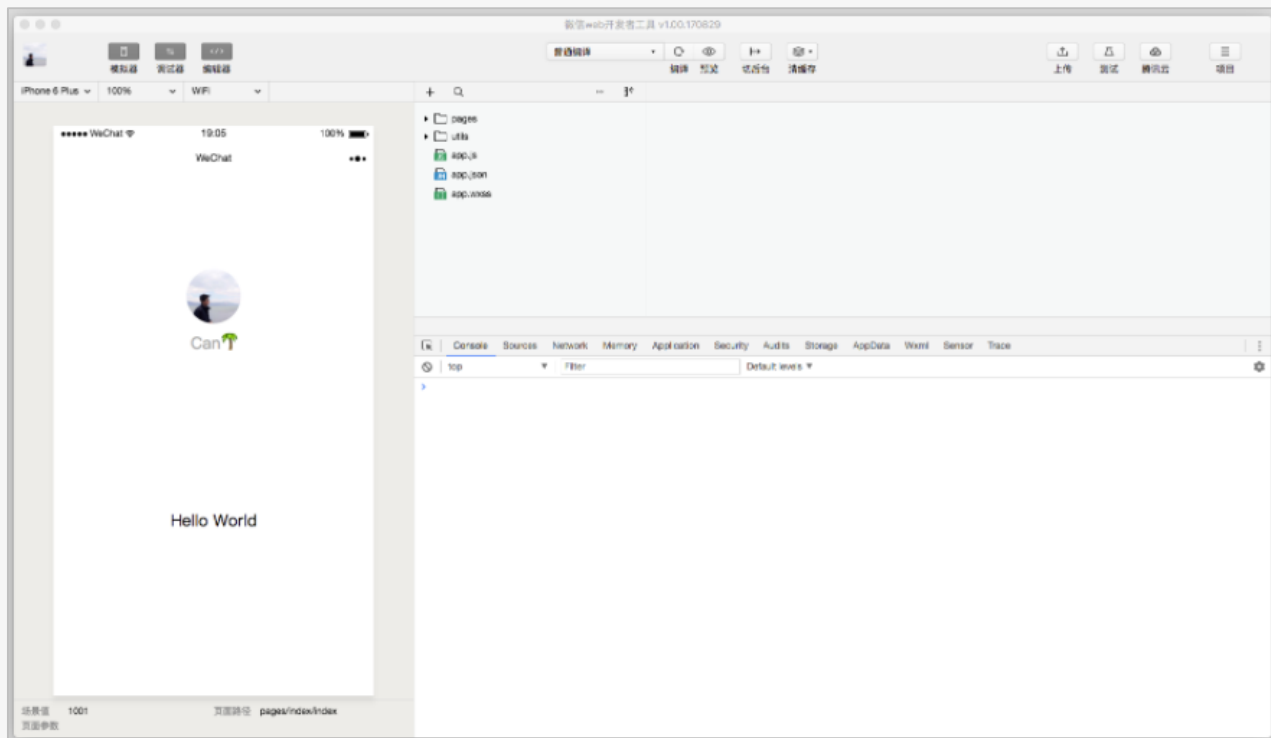 微信web开发者工具 v1.00.170829
普通编译
模拟器 调试器 编辑器 编译 预览 切后台 清缓存 上传 测试 腾讯云 项目
iPhone 6 Plus 100% WiFi
pages
utils
app.js
app.json
app.wxss
WeChat 19:05 100%
WeChat
Can
Hello World
Console Sources Network Memory Application Security Audits Storage AppData Wxml Sensor Trace
top Filter Default levels
场景值 1001 页面路径 pages/index/index
页面参数